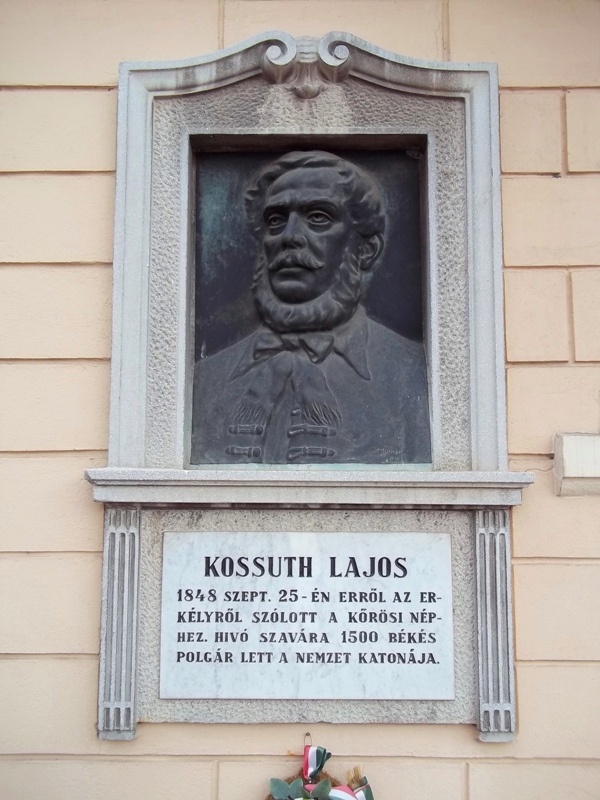 KOSSUTH LAJOS
1848 SZEPT. 25-ÉN ERRŐL AZ ER-
KÉLYRŐL SZÓLOTT A KŐRÖSI NÉP-
HEZ. HIVÓ SZAVÁRA 1500 BÉKÉS
POLGÁR LETT A NEMZET KATONÁJA.